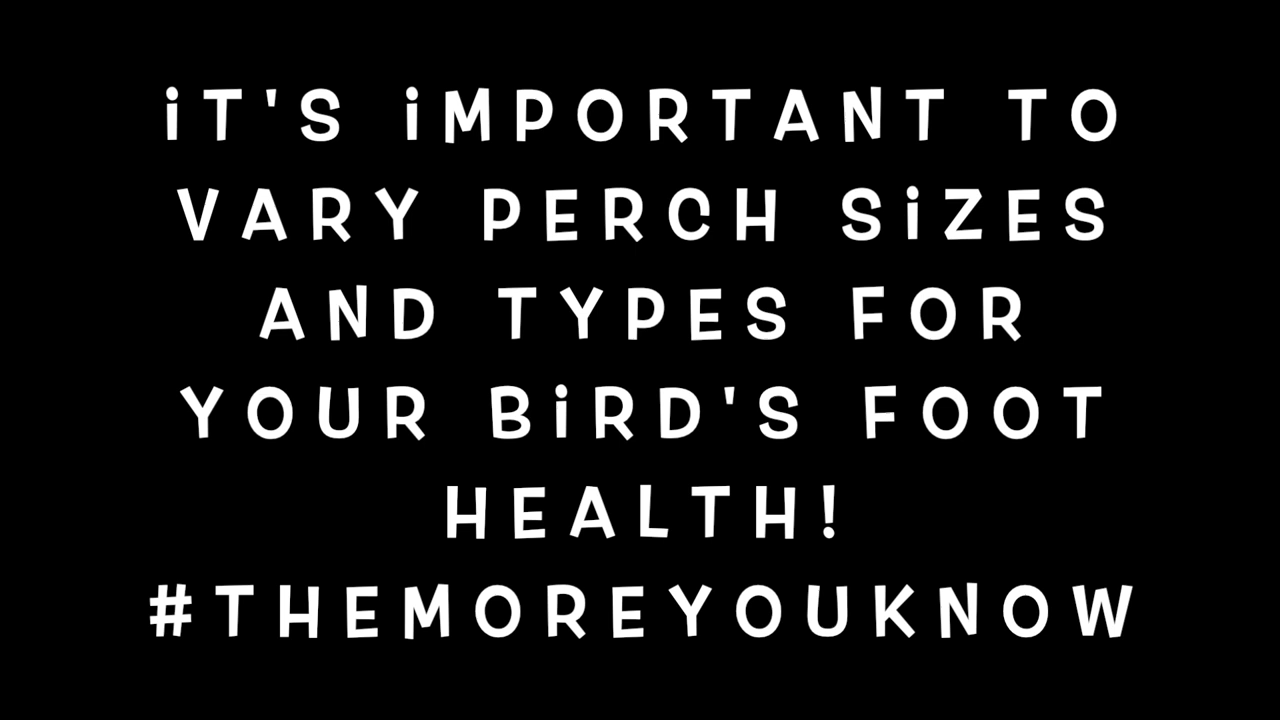 iT'S iMPORTANT TO
VARY PERCH SiZES
AND TYPES FOR
YOUR BiRD'S FOOT
HEALTH!
#THEMOREYOUKNOW